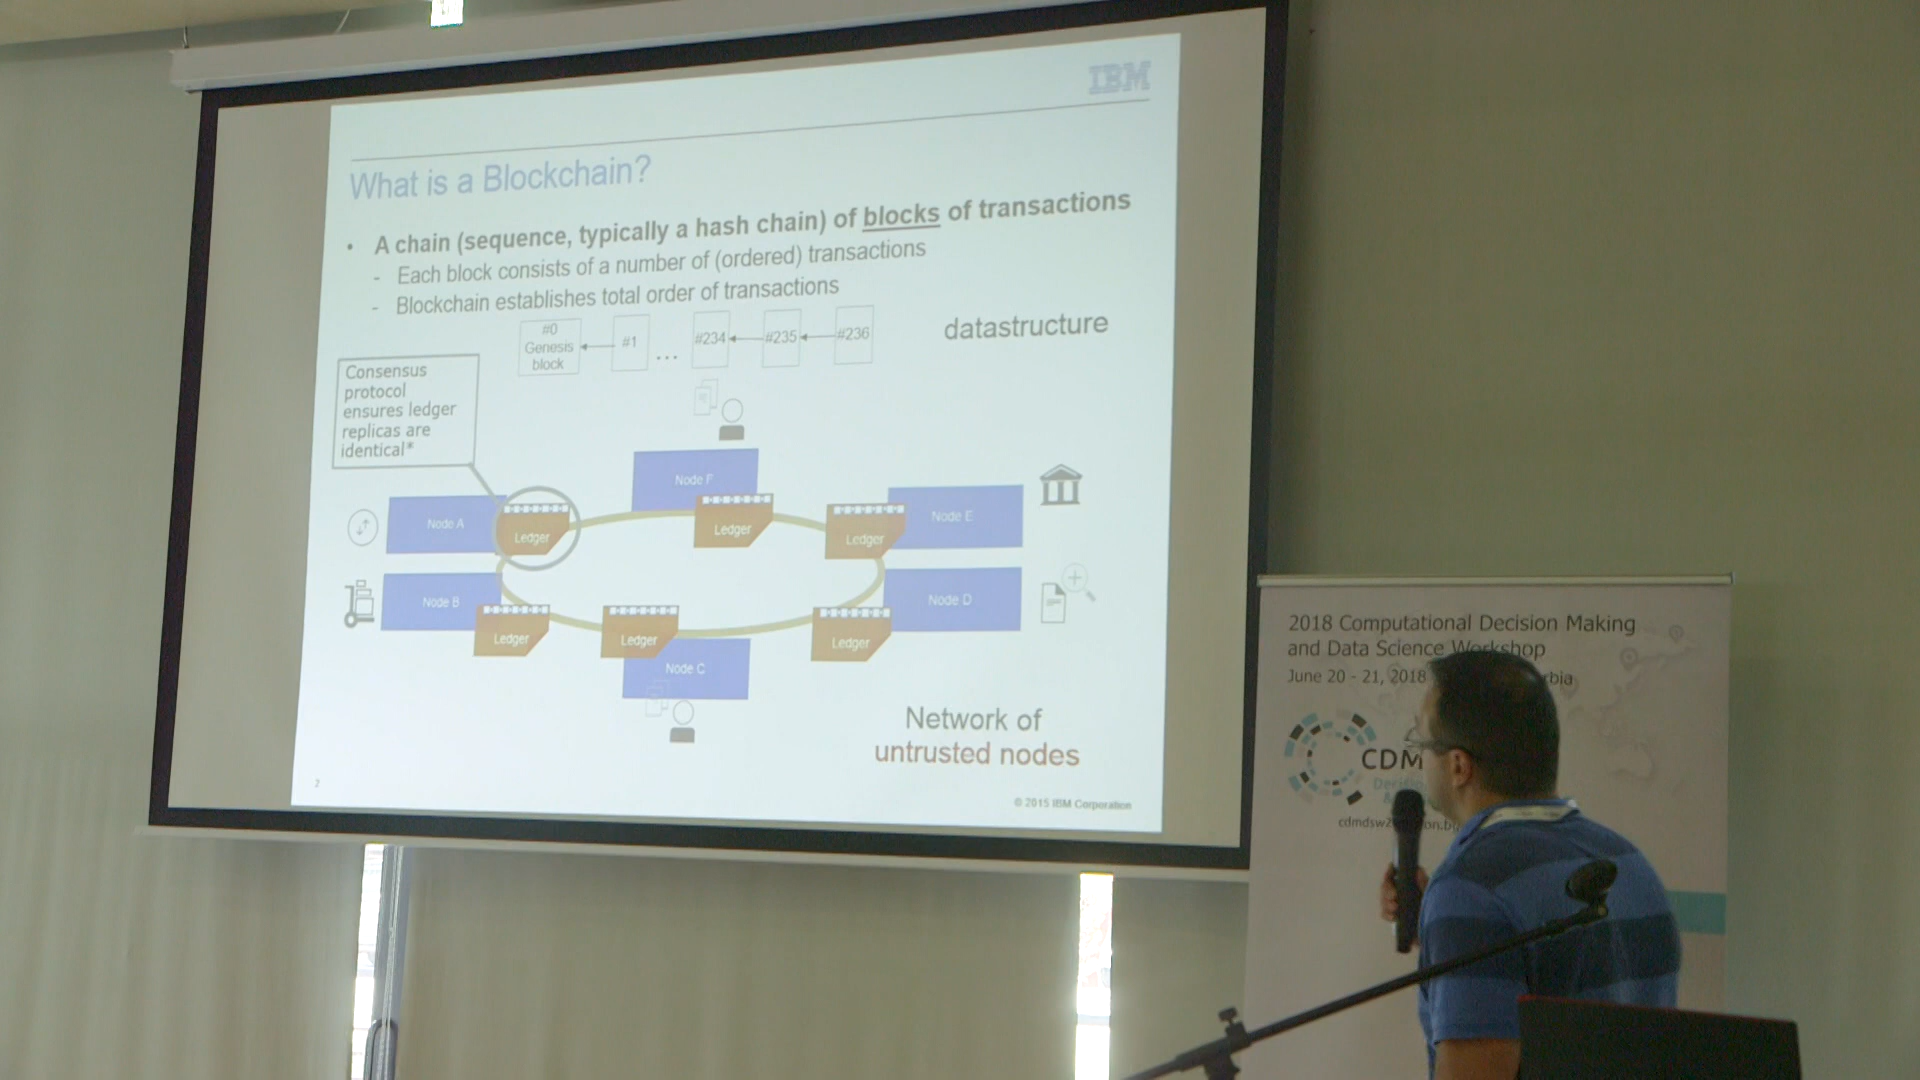 IBM
What is a Blockchain?
• A chain (sequence, typically a hash chain) of blocks of transactions
- Each block consists of a number of (ordered) transactions
- Blockchain establishes total order of transactions
#0
Genesis
block
#1
...
#234
#235
#236
datastructure
Consensus
protocol
ensures ledger
replicas are
identical*
Node A
Ledger
Node F
Ledger
Node E
Ledger
Node B
Ledger
Ledger
Node C
Node D
Ledger
Network of
untrusted nodes
© 2015 IBM Corporation
2018 Computational Decision Making
and Data Science Workshop
June 20 - 21, 2018
CDM